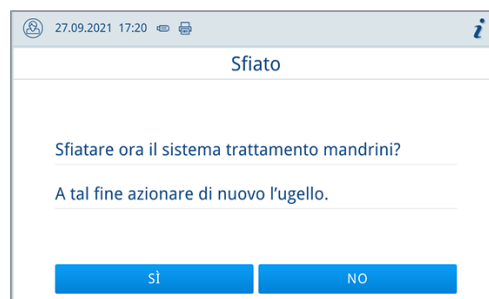 27.09.2021 17:20
Sfiato
Sfiatare ora il sistema trattamento mandrini?
A tal fine azionare di nuovo l'ugello.
SÌ NO